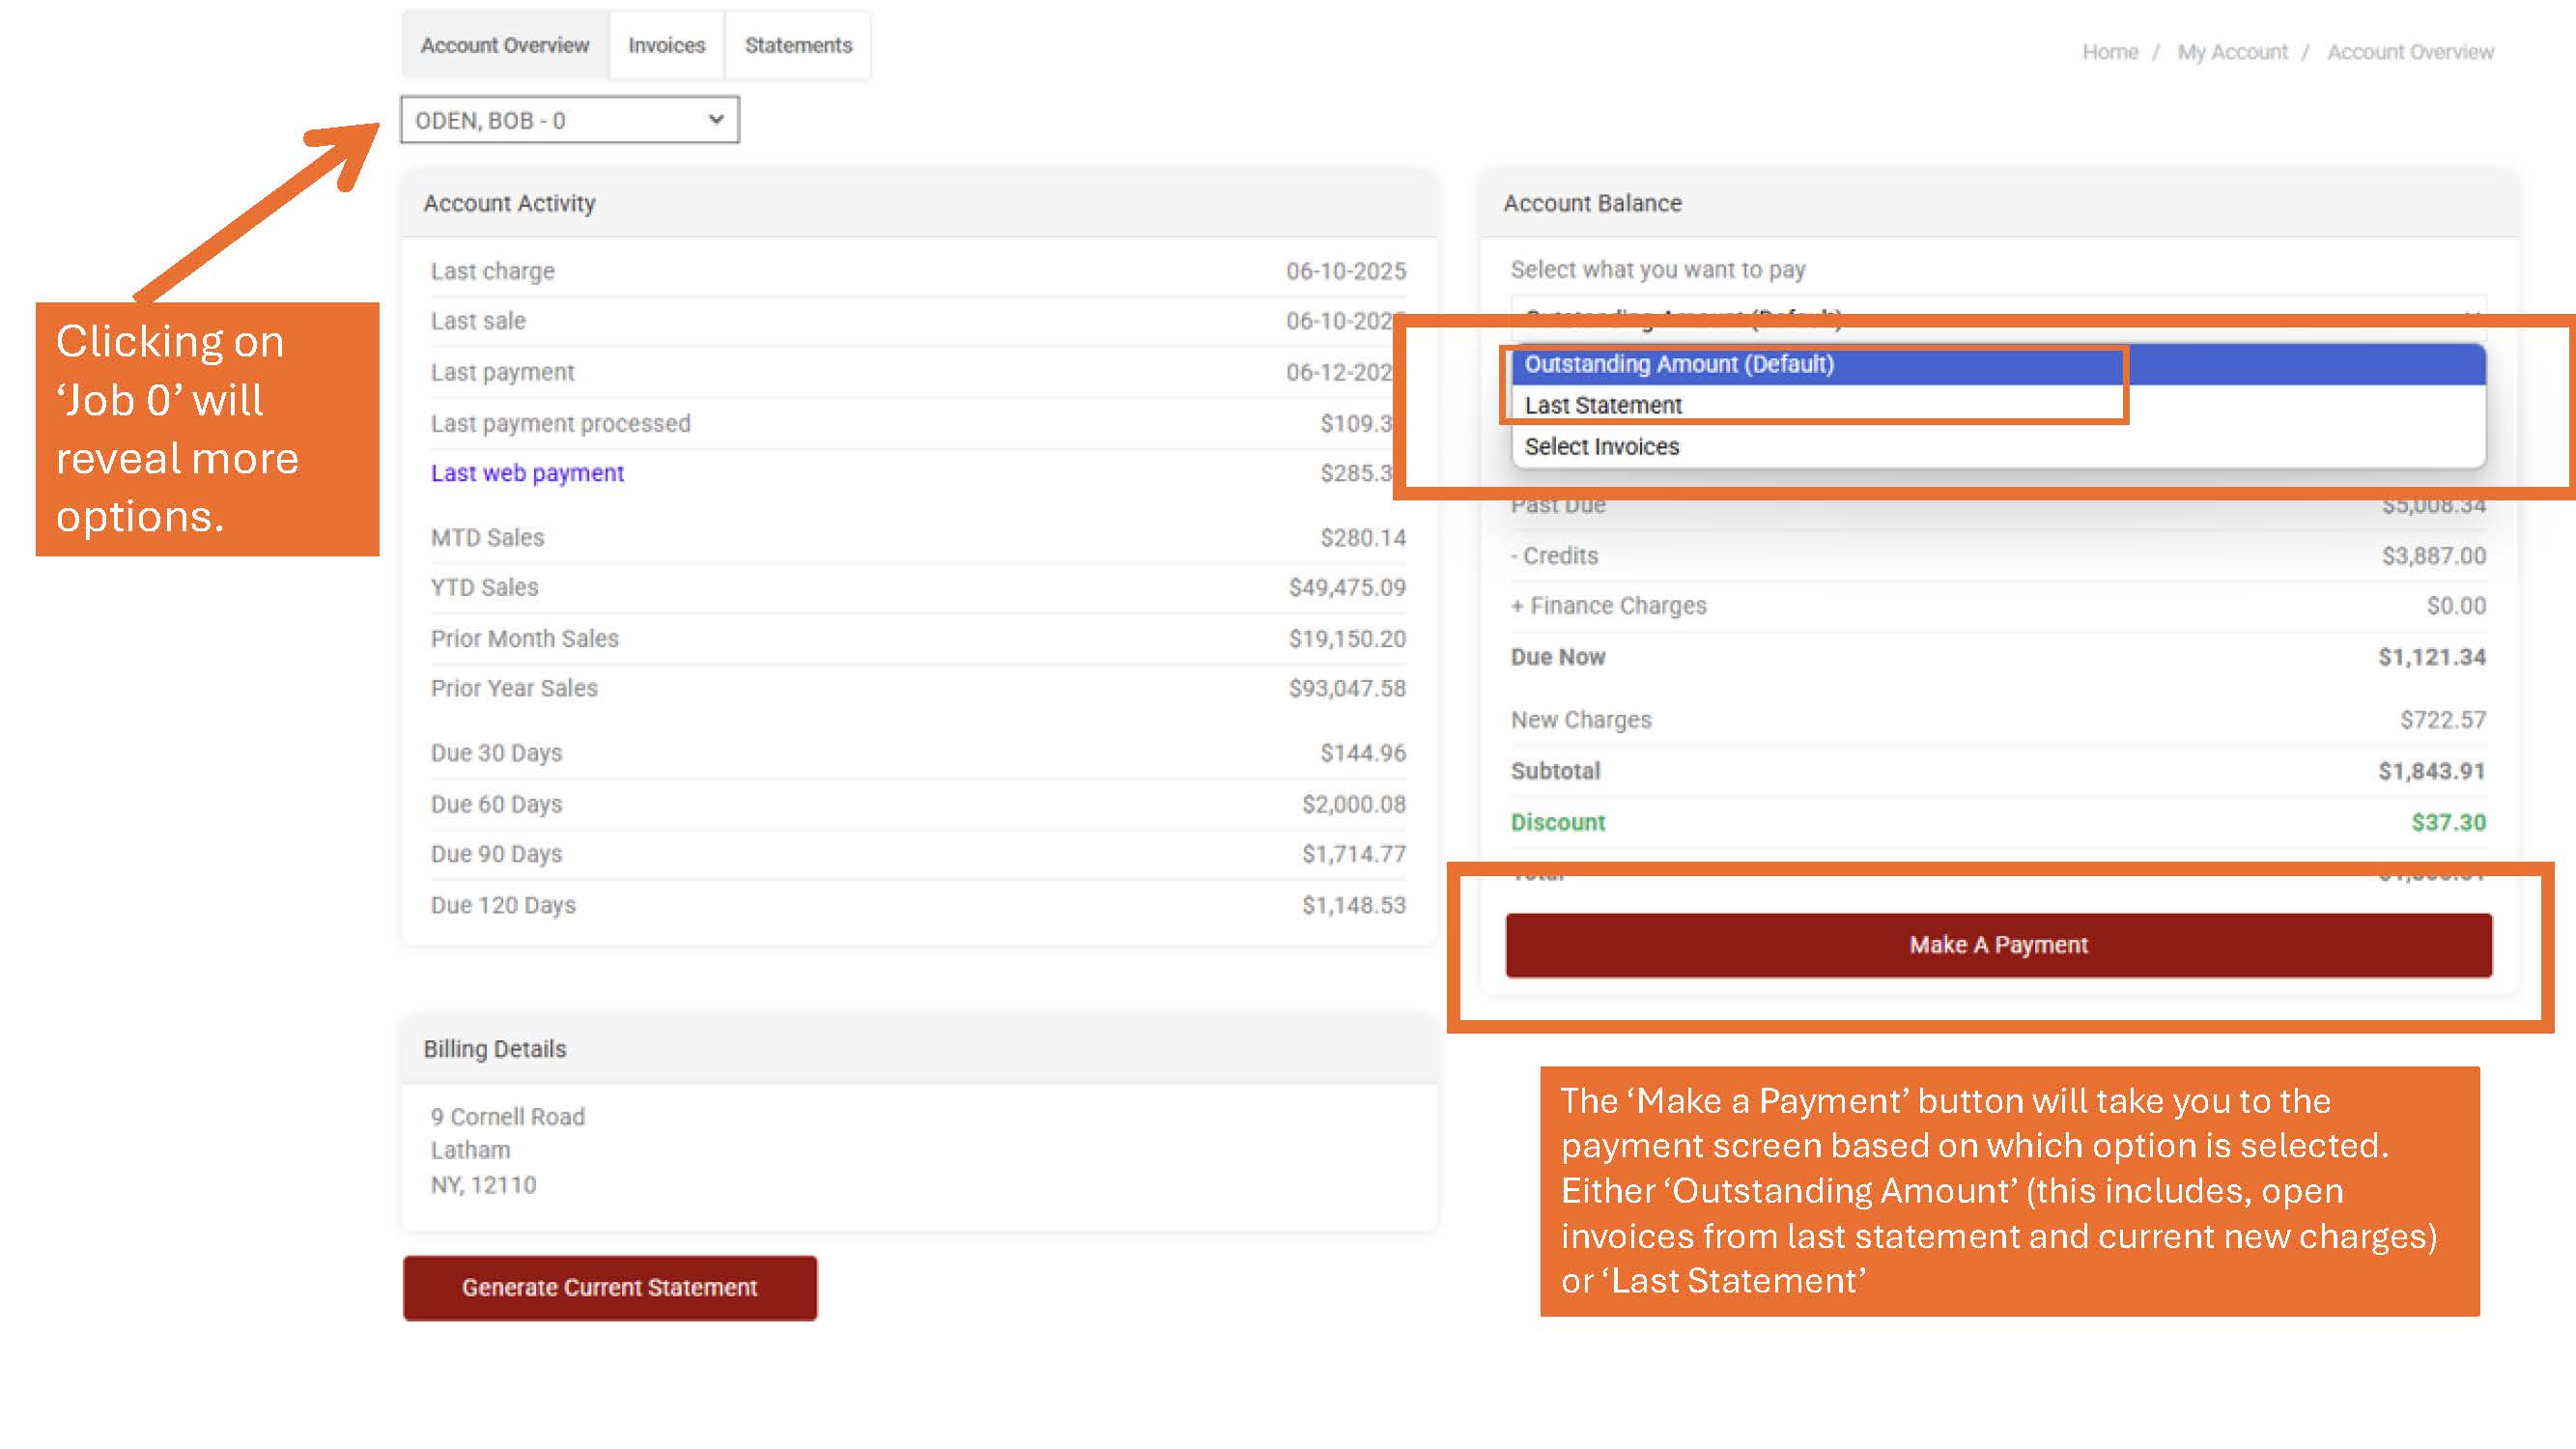 Account Overview Invoices Statements
Home / My Account / Account Overview
ODEN, BOB - 0
Clicking on
‘Job 0’ will
reveal more
options.
Account Activity
Last charge 06-10-2025
Last sale 06-10-202
Last payment 06-12-202
Last payment processed $109.3
Last web payment $285.3
MTD Sales $280.14
YTD Sales $49,475.09
Prior Month Sales $19,150.20
Prior Year Sales $93,047.58
Due 30 Days $144.96
Due 60 Days $2,000.08
Due 90 Days $1,714.77
Due 120 Days $1,148.53
Billing Details
9 Cornell Road
Latham
NY, 12110
Generate Current Statement
Account Balance
Select what you want to pay
Outstanding Amount (Default)
Outstanding Amount (Default)
Last Statement
Select Invoices
Past Due $5,008.34
- Credits $3,887.00
+ Finance Charges $0.00
Due Now $1,121.34
New Charges $722.57
Subtotal $1,843.91
Discount $37.30
Total
Make A Payment
The ‘Make a Payment’ button will take you to the
payment screen based on which option is selected.
Either ‘Outstanding Amount’ (this includes, open
invoices from last statement and current new charges)
or ‘Last Statement’